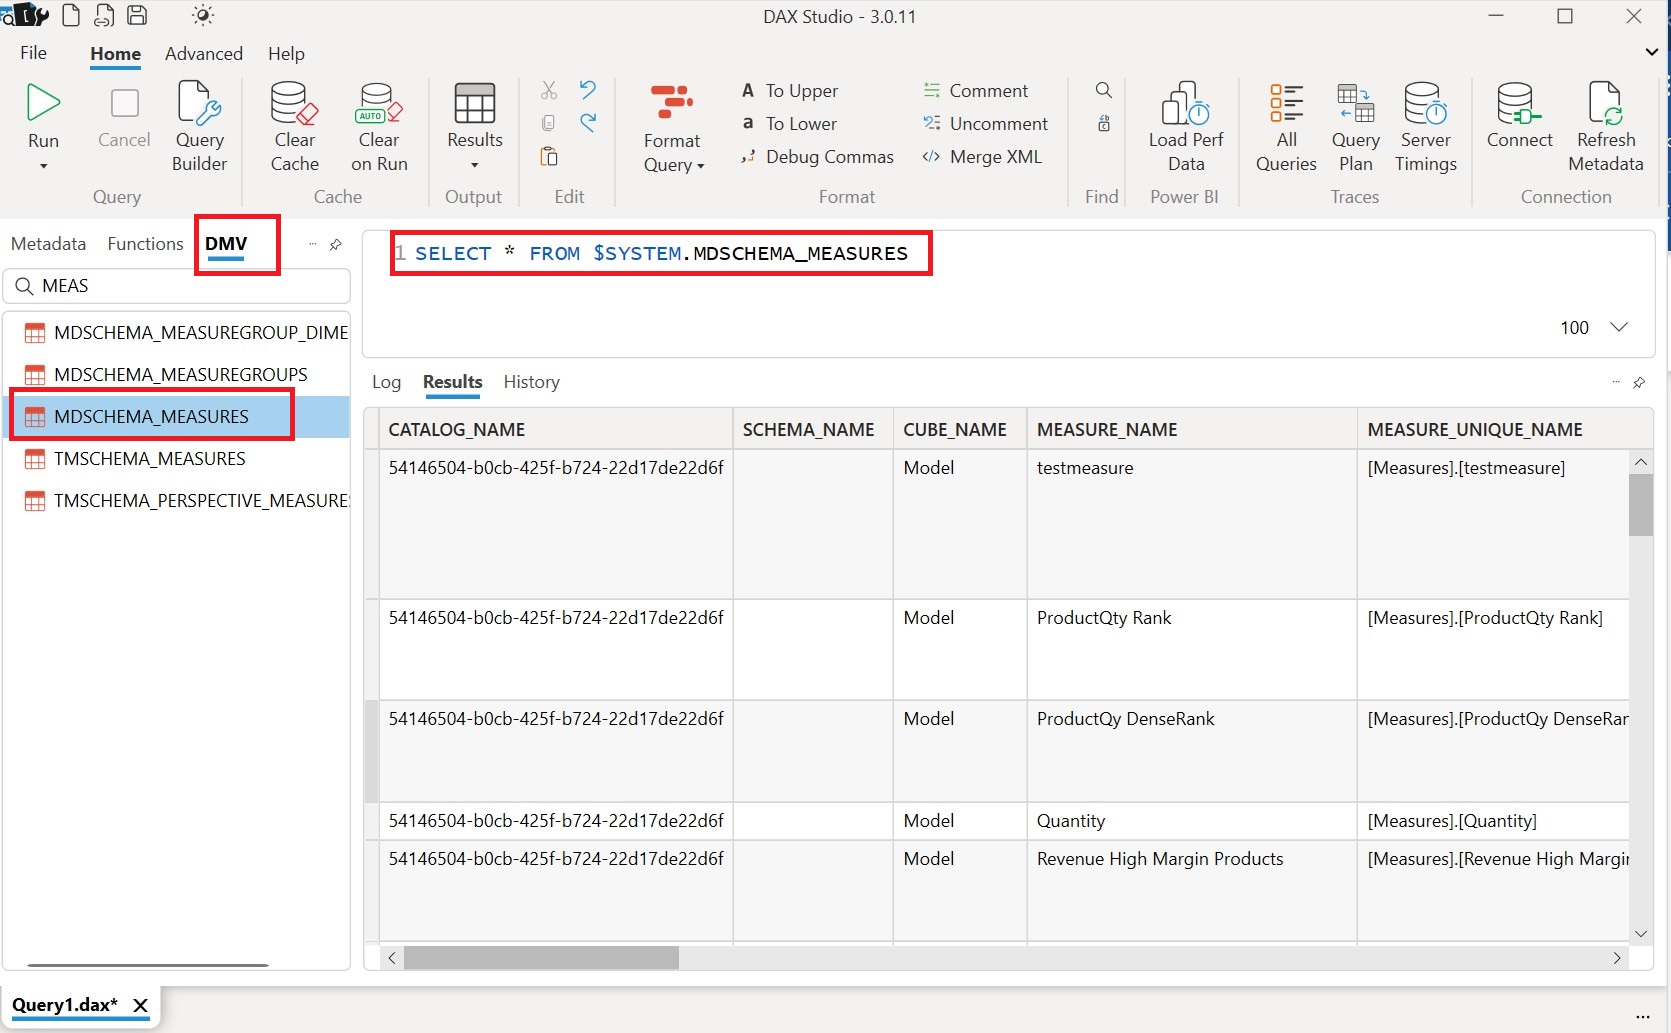 DAX Studio - 3.0.11
File Home Advanced Help
Run
Cancel
Query Builder
Query
Clear Cache
AUTO
Clear on Run
Cache
Results
Output
Edit
Format Query
A To Upper
a To Lower
Debug Commas
Comment
Uncomment
Merge XML
Format
Find
Load Perf Data
Power BI
All Queries
Query Plan
Server Timings
Traces
Connect
Refresh Metadata
Connection
Metadata Functions DMV
MEAS
MDSCHEMA_MEASUREGROUP_DIME
MDSCHEMA_MEASUREGROUPS
MDSCHEMA_MEASURES
TMSCHEMA_MEASURES
TMSCHEMA_PERSPECTIVE_MEASURES
1 SELECT * FROM $SYSTEM.MDSCHEMA_MEASURES
100
Log Results History
CATALOG_NAME SCHEMA_NAME CUBE_NAME MEASURE_NAME MEASURE_UNIQUE_NAME
54146504-b0cb-425f-b724-22d17de22d6f Model testmeasure [Measures].[testmeasure]
54146504-b0cb-425f-b724-22d17de22d6f Model ProductQty Rank [Measures].[ProductQty Rank]
54146504-b0cb-425f-b724-22d17de22d6f Model ProductQy DenseRank [Measures].[ProductQy DenseRar
54146504-b0cb-425f-b724-22d17de22d6f Model Quantity [Measures].[Quantity]
54146504-b0cb-425f-b724-22d17de22d6f Model Revenue High Margin Products [Measures].[Revenue High Margin
Query1.dax*